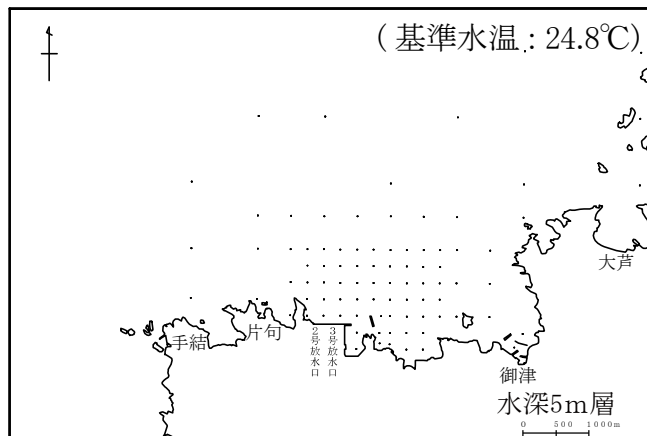 (基準水温:24.8℃)
大芦
手結
片句
2号放水口
3号放水口
御津
水深5m層
0 500 1000m